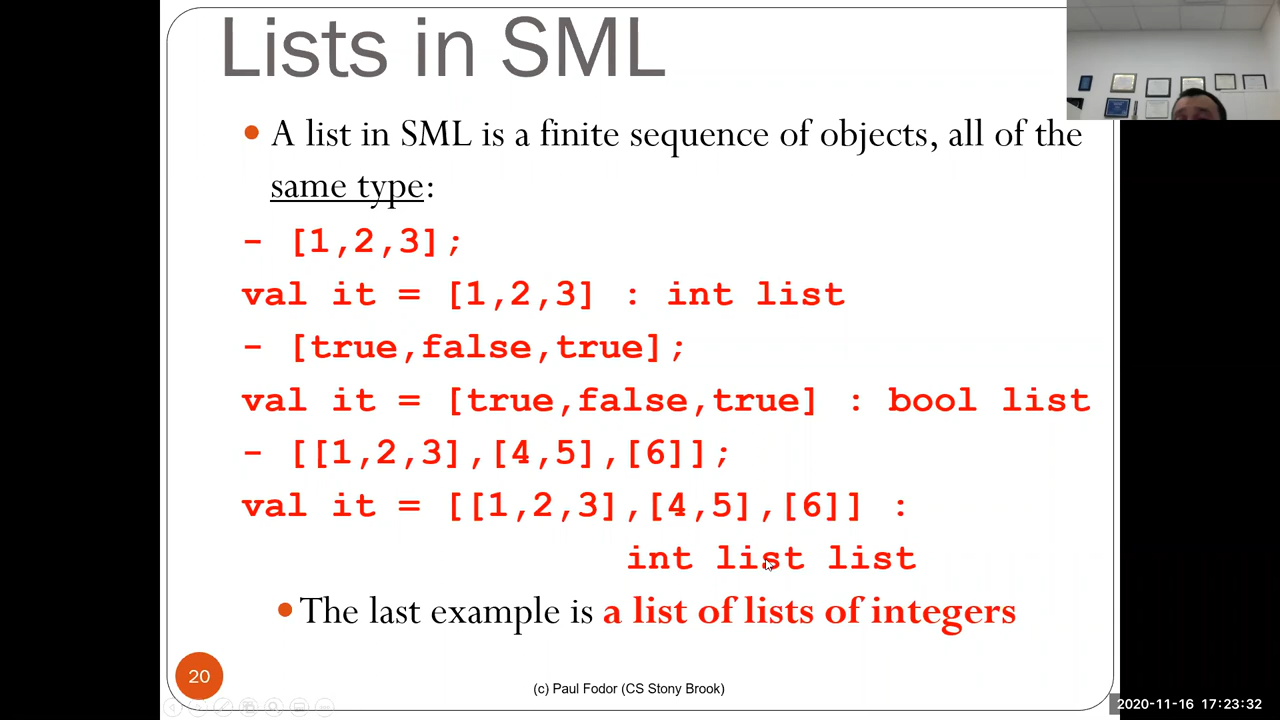 Lists in SML
• A list in SML is a finite sequence of objects, all of the
same type:
- [1,2,3];
val it = [1,2,3] : int list
- [true,false,true];
val it = [true,false,true] : bool list
- [[1,2,3],[4,5],[6]];
val it = [[1,2,3],[4,5],[6]] :
int list list
• The last example is a list of lists of integers
20
(c) Paul Fodor (CS Stony Brook)
2020-11-16 17:23:32